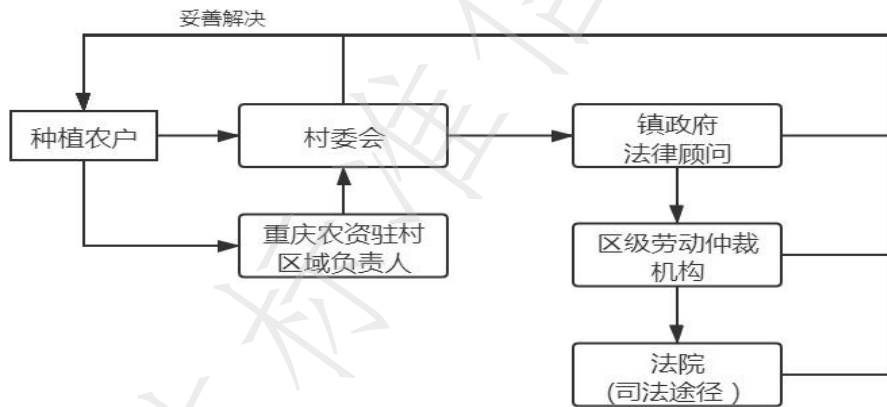 妥善解决
种植农户
村委会
镇政府
法律顾问
重庆农资驻村
区域负责人
区级劳动仲裁
机构
法院
(司法途径)